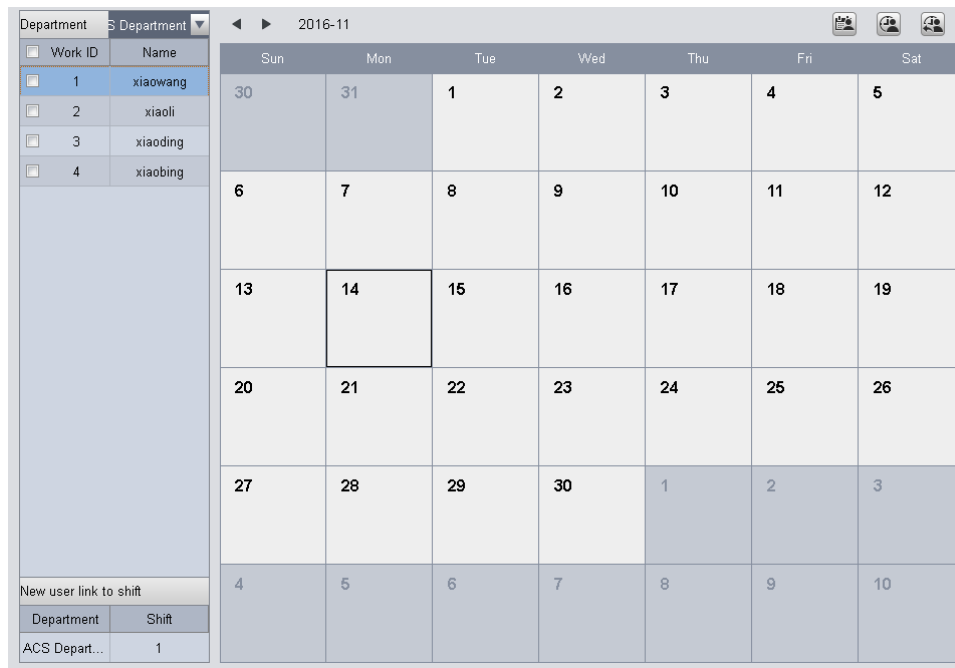 Department S Department 2016-11
Work ID Name
1 xiaowang
2 xiaoli
3 xiaoding
4 xiaobing
New user link to shift
Department Shift
ACS Depart... 1
Sun Mon Tue Wed Thu Fri Sat
30 31 1 2 3 4 5
6 7 8 9 10 11 12
13 14 15 16 17 18 19
20 21 22 23 24 25 26
27 28 29 30 1 2 3
4 5 6 7 8 9 10